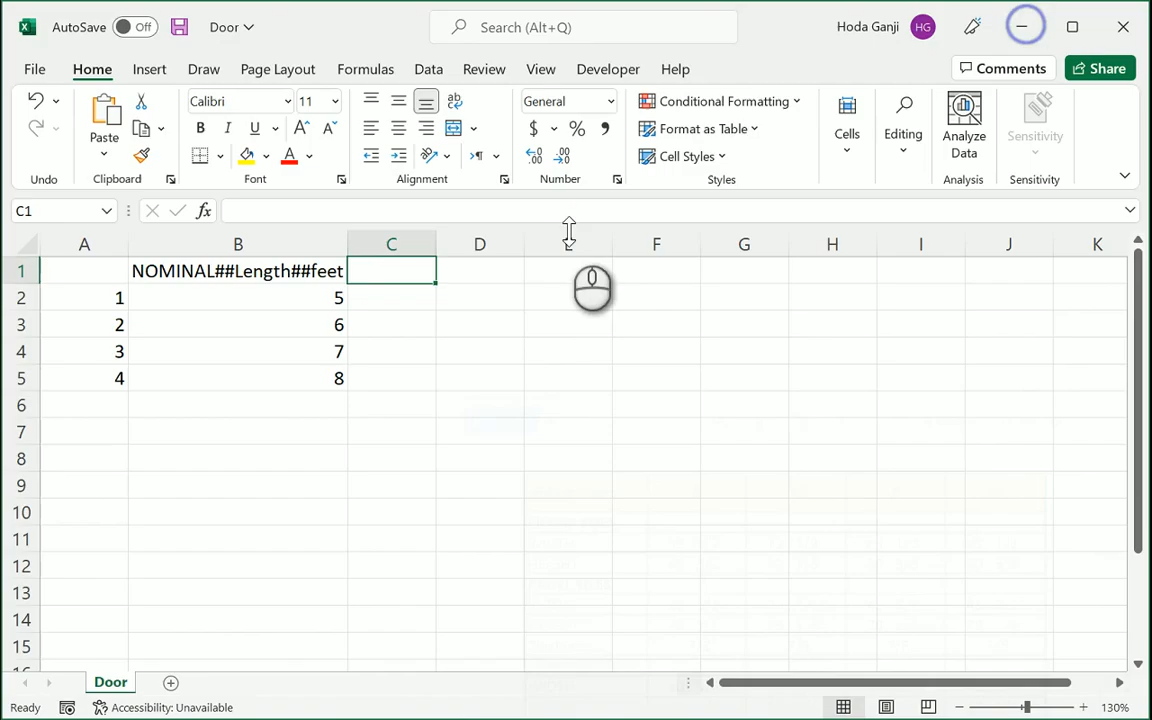 AutoSave Off Door Search (Alt+Q) Hoda Ganji HG
File Home Insert Draw Page Layout Formulas Data Review View Developer Help Comments Share
Calibri 11 General Conditional Formatting
Paste B I U $ % Format as Table Cells Editing Analyze Data Sensitivity
Cell Styles
Undo Clipboard Font Alignment Number Styles Analysis Sensitivity
C1 fx
A B C D E F G H I J K
1 NOMINAL##Length##feet
2 1 5
3 2 6
4 3 7
5 4 8
6
7
8
9
10
11
12
13
14
15
Door
Ready Accessibility: Unavailable 130%